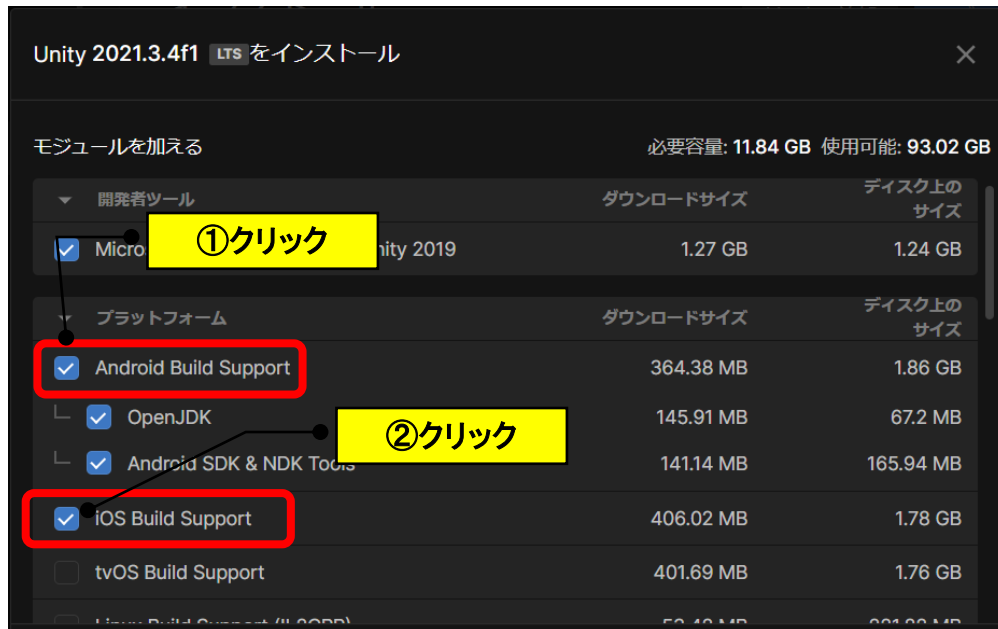 Unity 2021.3.4f1 LTS をインストール
モジュールを加える 必要容量: 11.84 GB 使用可能: 93.02 GB
開発者ツール ダウンロードサイズ ディスク上の
サイズ
①クリック
nity 2019 1.27 GB 1.24 GB
プラットフォーム ダウンロードサイズ ディスク上の
サイズ
Android Build Support 364.38 MB 1.86 GB
OpenJDK 145.91 MB 67.2 MB
②クリック
Android SDK & NDK Tools 141.14 MB 165.94 MB
iOS Build Support 406.02 MB 1.78 GB
tvOS Build Support 401.69 MB 1.76 GB